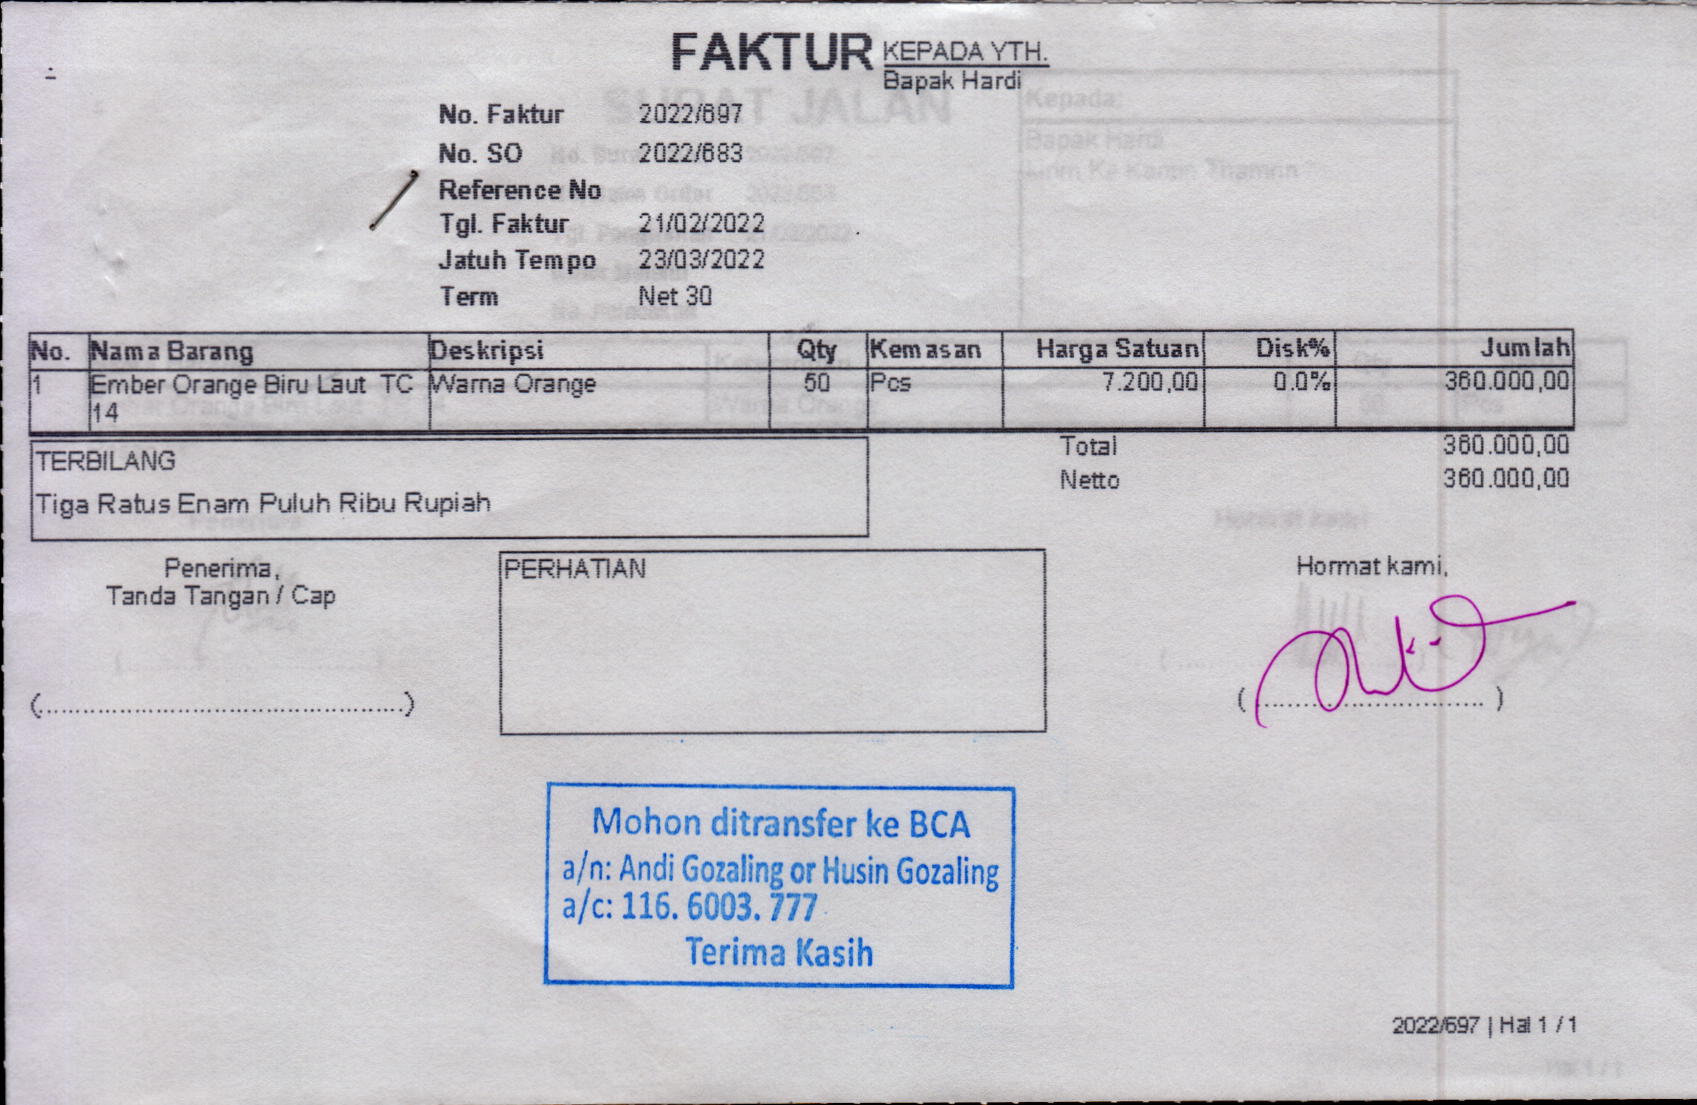 FAKTUR KEPADA YTH.
Bapak Hardi
No. Faktur 2022/697
No. SO 2022/683
Reference No
Tgl. Faktur 21/02/2022
Jatuh Tempo 23/03/2022
Term Net 30
No. Nama Barang Deskripsi Qty Kemasan Harga Satuan Disk% Jumlah
1 Ember Orange Biru Laut TC Warna Orange 50 Pcs 7.200,00 0.0% 360.000,00
14
Total 360.000,00
TERBILANG
Netto 360.000,00
Tiga Ratus Enam Puluh Ribu Rupiah
Penerima,
Tanda Tangan / Cap
PERHATIAN
Hormat kami,
Mohon ditransfer ke BCA
a/n: Andi Gozaling or Husin Gozaling
a/c: 116. 6003. 777
Terima Kasih
2022/697 | Hal 1 / 1